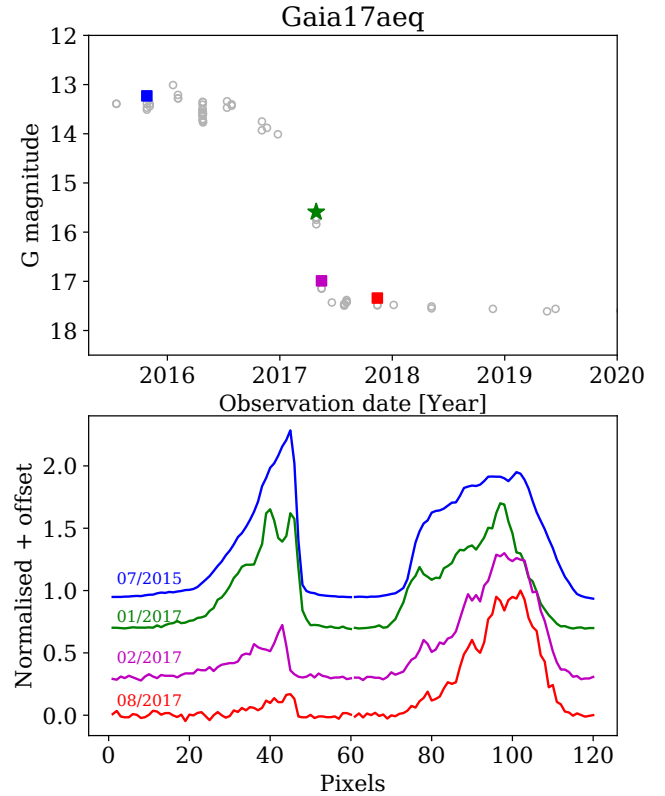 Gaia17aeq
12
13
14
15
16
17
18
G magnitude
2016 2017 2018 2019 2020
Observation date [Year]
2.0
1.5
1.0
0.5
0.0
Normalised + offset
07/2015
01/2017
02/2017
08/2017
0 20 40 60 80 100 120
Pixels